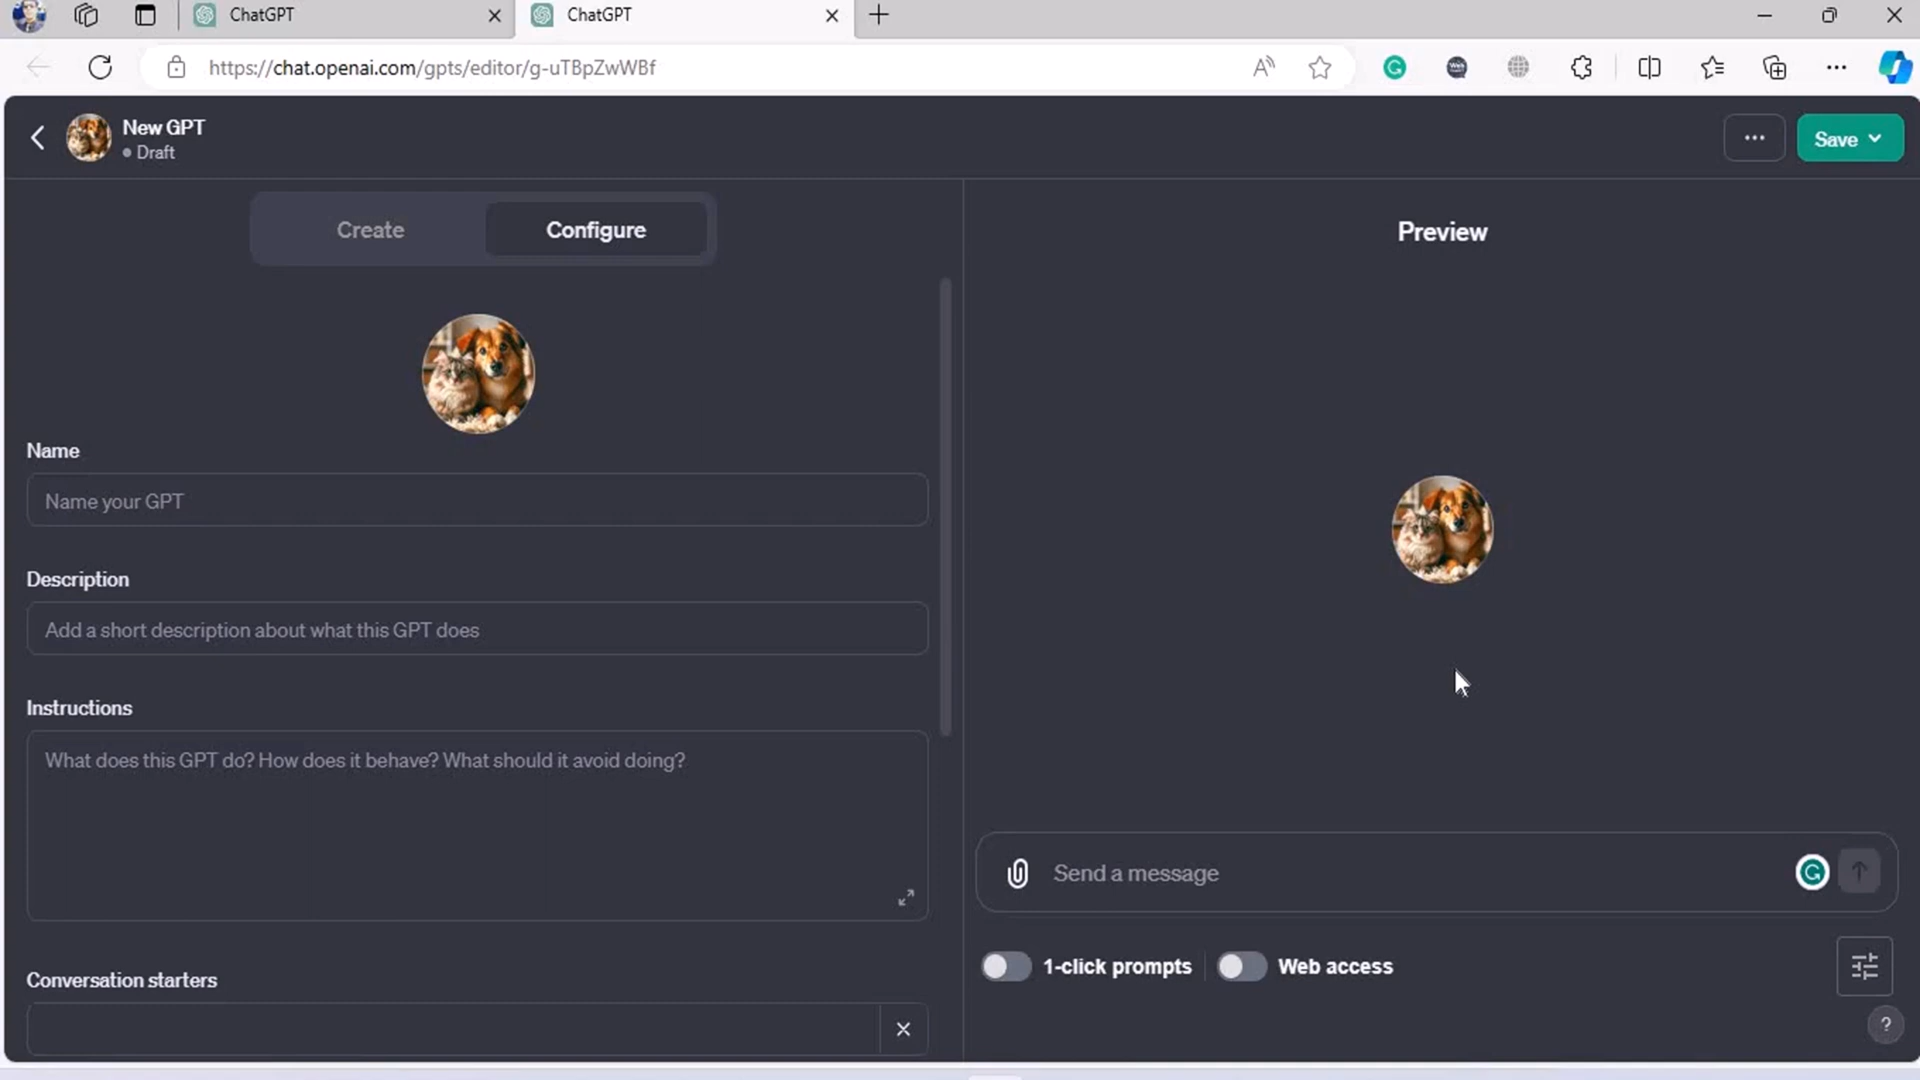 ChatGPT
ChatGPT
https://chat.openai.com/gpts/editor/g-uTBpZwWBf
New GPT
Draft
Save
Create
Configure
Preview
Name
Name your GPT
Description
Add a short description about what this GPT does
Instructions
What does this GPT do? How does it behave? What should it avoid doing?
Send a message
1-click prompts
Web access
Conversation starters
?